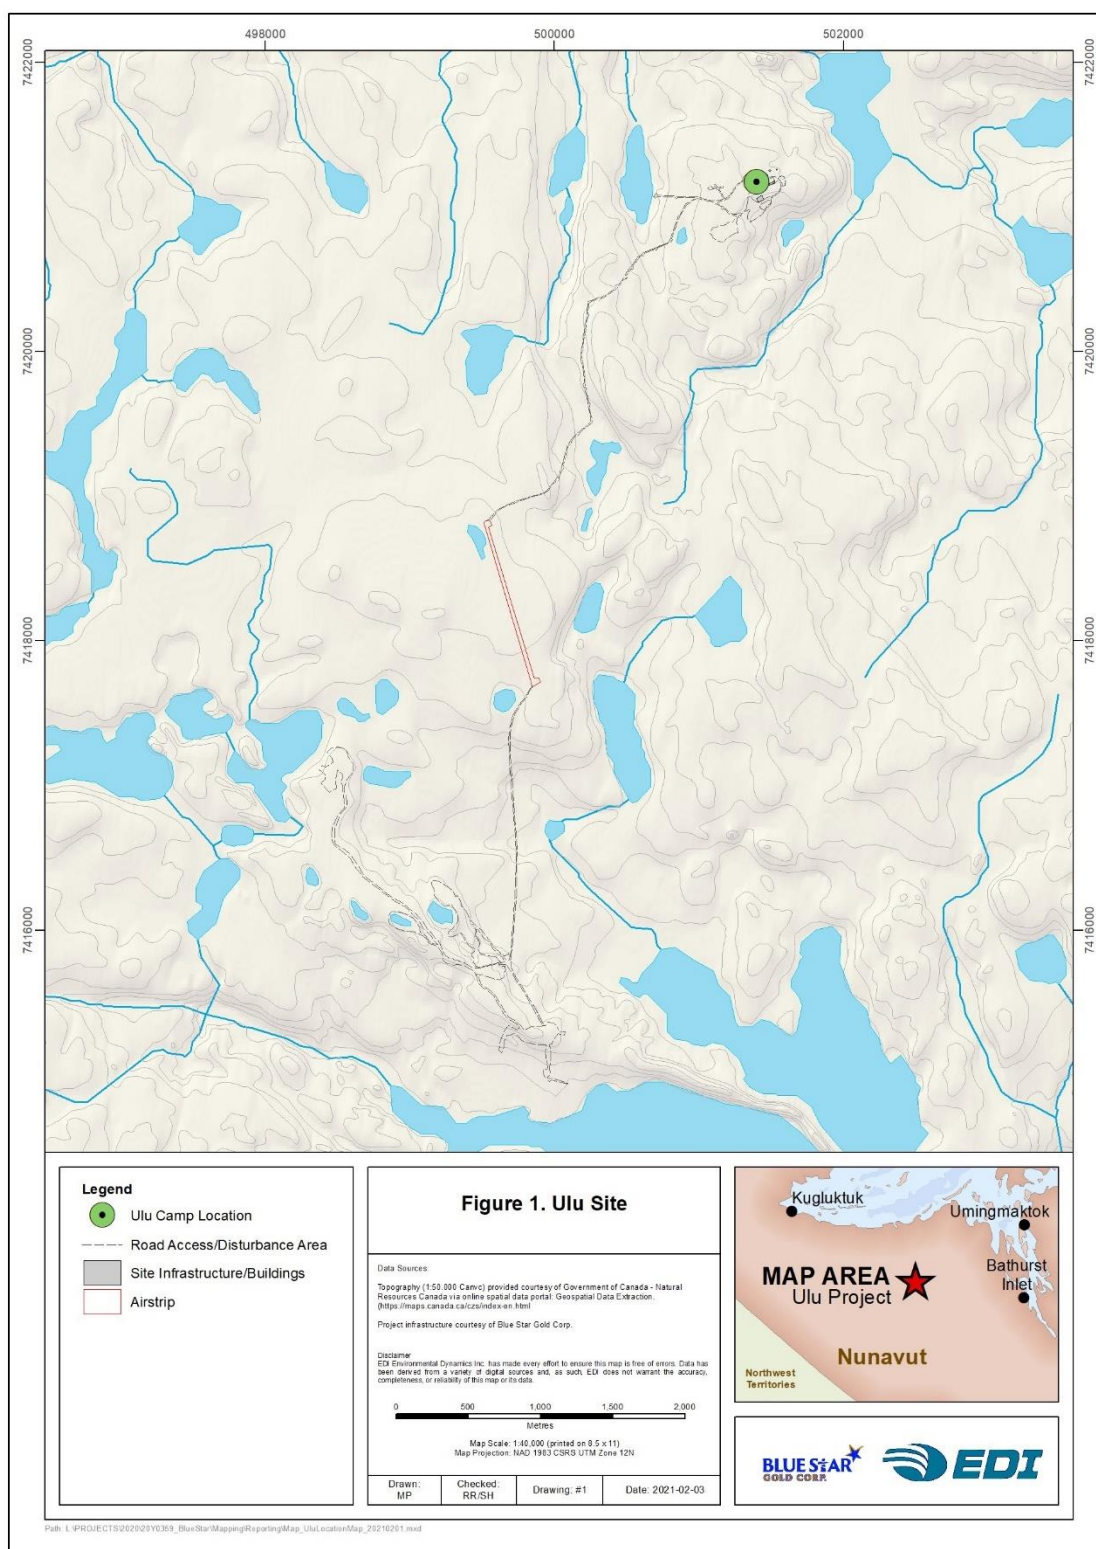 498000
500000
502000
7422000
7422000
7420000
7420000
7418000
7418000
7416000
7416000
Legend
Ulu Camp Location
Road Access/Disturbance Area
Site Infrastructure/Buildings
Airstrip
Figure 1. Ulu Site
Data Sources:
Topography (1:50,000 Canvc) provided courtesy of Government of Canada - Natural
Resources Canada via online spatial data portal: Geospatial Data Extraction.
(https://maps.canada.ca/czs/index-en.html
Project infrastructure courtesy of Blue Star Gold Corp.
Disclaimer
EDI Environmental Dynamics Inc. has made every effort to ensure this map is free of errors. Data has
been derived from a variety of digital sources and, as such, EDI does not warrant the accuracy,
completeness, or reliability of this map or its data.
0 500 1,000 1,500 2,000
Metres
Map Scale: 1:40,000 (printed on 8.5 x 11)
Map Projection: NAD 1983 CSRS UTM Zone 12N
Drawn:
MP
Checked:
RR/SH
Drawing: #1
Date: 2021-02-03
Kugluktuk
Umingmaktok
Bathurst
Inlet
MAP AREA
Ulu Project
Nunavut
Northwest
Territories
BLUE STAR
GOLD CORP.
EDI
Path: L:\PROJECTS\2020\20Y0369_BlueStar\Mapping\Reporting\Map_UluLocationMap_20210201.mxd